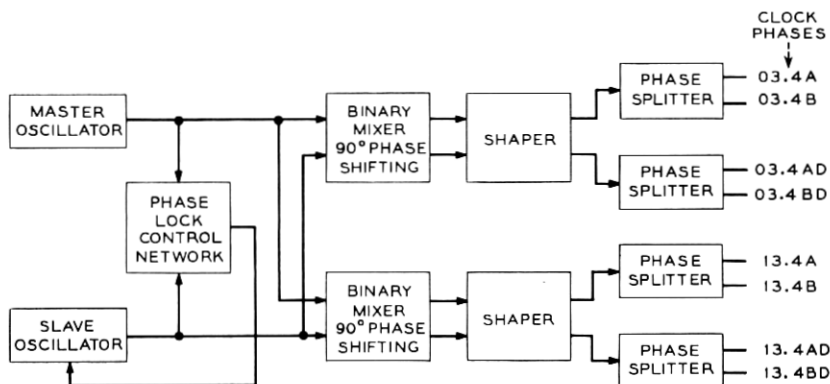 CLOCK
PHASES
MASTER
OSCILLATOR
PHASE
LOCK
CONTROL
NETWORK
SLAVE
OSCILLATOR
BINARY
MIXER
90° PHASE
SHIFTING
SHAPER
PHASE
SPLITTER
03.4A
03.4B
PHASE
SPLITTER
03.4AD
03.4BD
BINARY
MIXER
90° PHASE
SHIFTING
SHAPER
PHASE
SPLITTER
13.4A
13.4B
PHASE
SPLITTER
13.4AD
13.4BD